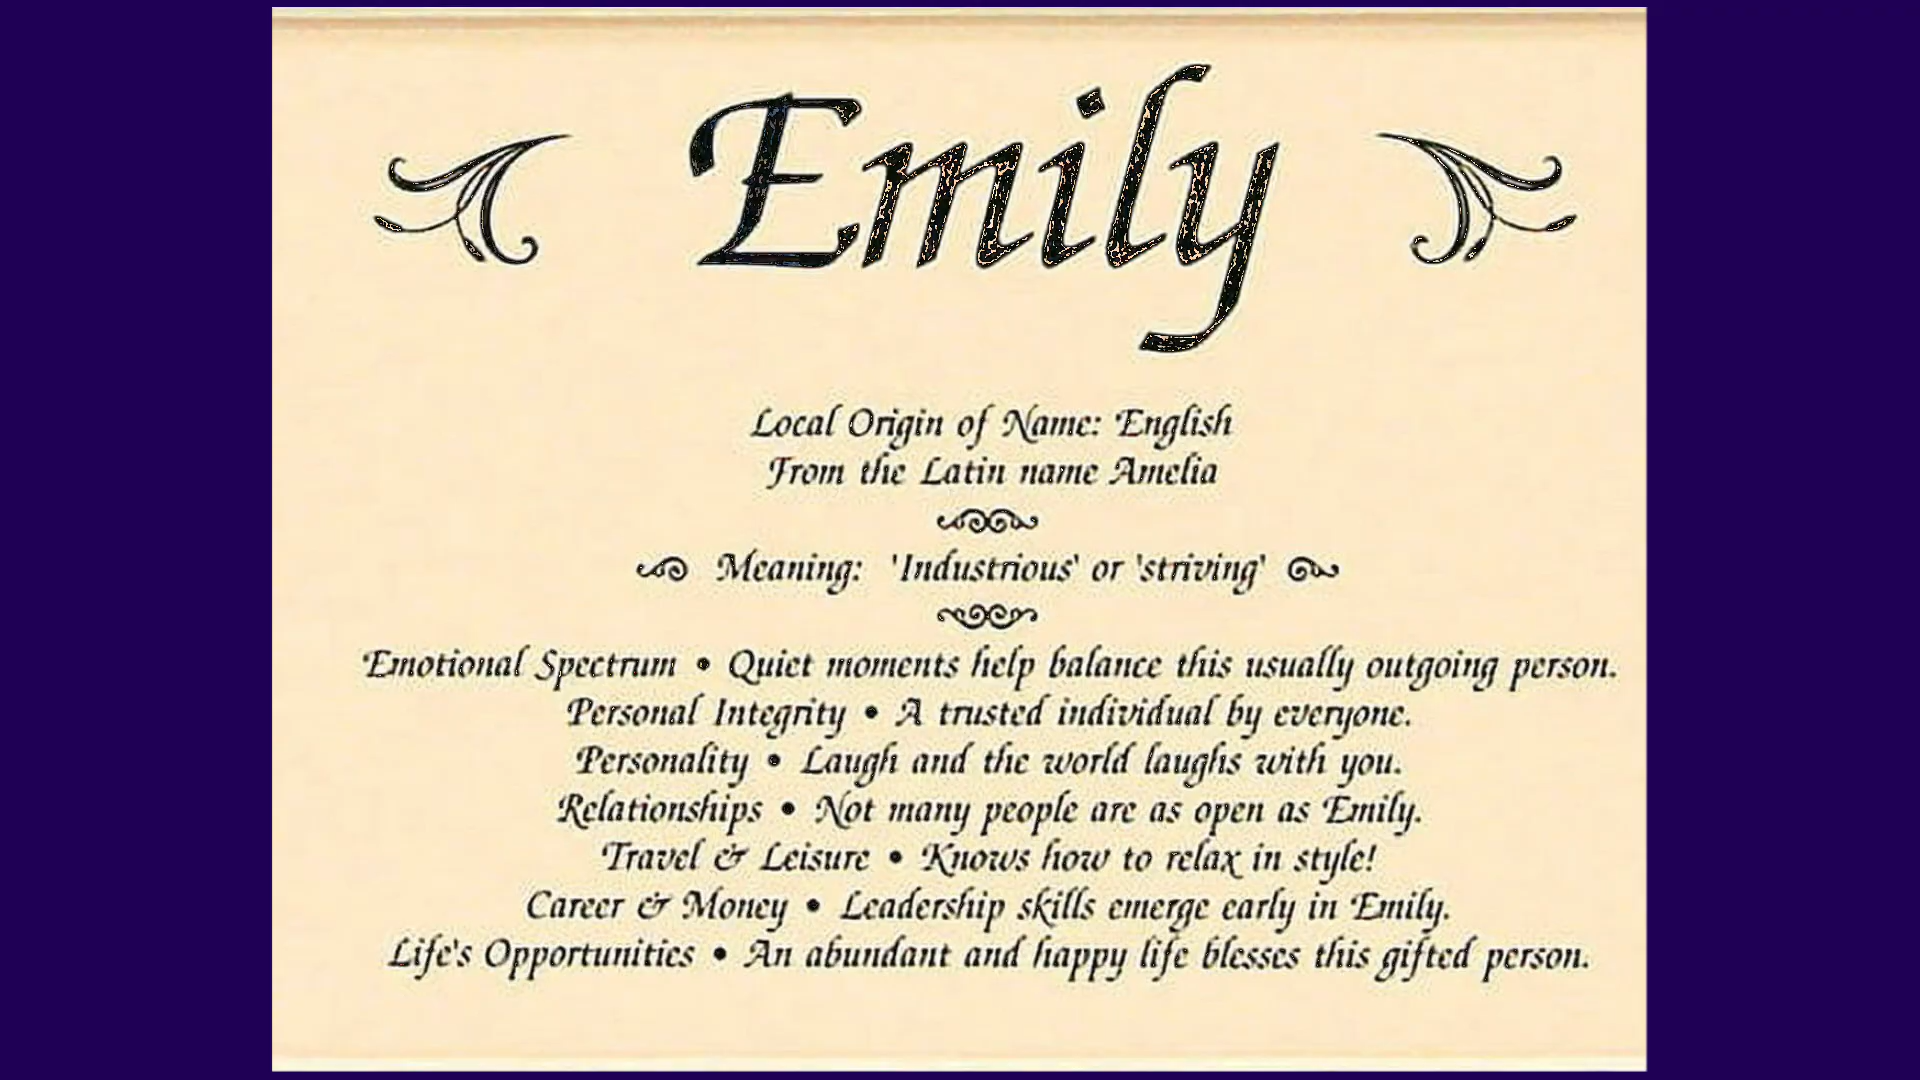 Emily
Local Origin of Name: English
From the Latin name Amelia
Meaning: 'Industrious' or 'striving'
Emotional Spectrum • Quiet moments help balance this usually outgoing person.
Personal Integrity • A trusted individual by everyone.
Personality • Laugh and the world laughs with you.
Relationships • Not many people are as open as Emily.
Travel & Leisure • Knows how to relax in style!
Career & Money • Leadership skills emerge early in Emily.
Life's Opportunities • An abundant and happy life blesses this gifted person.